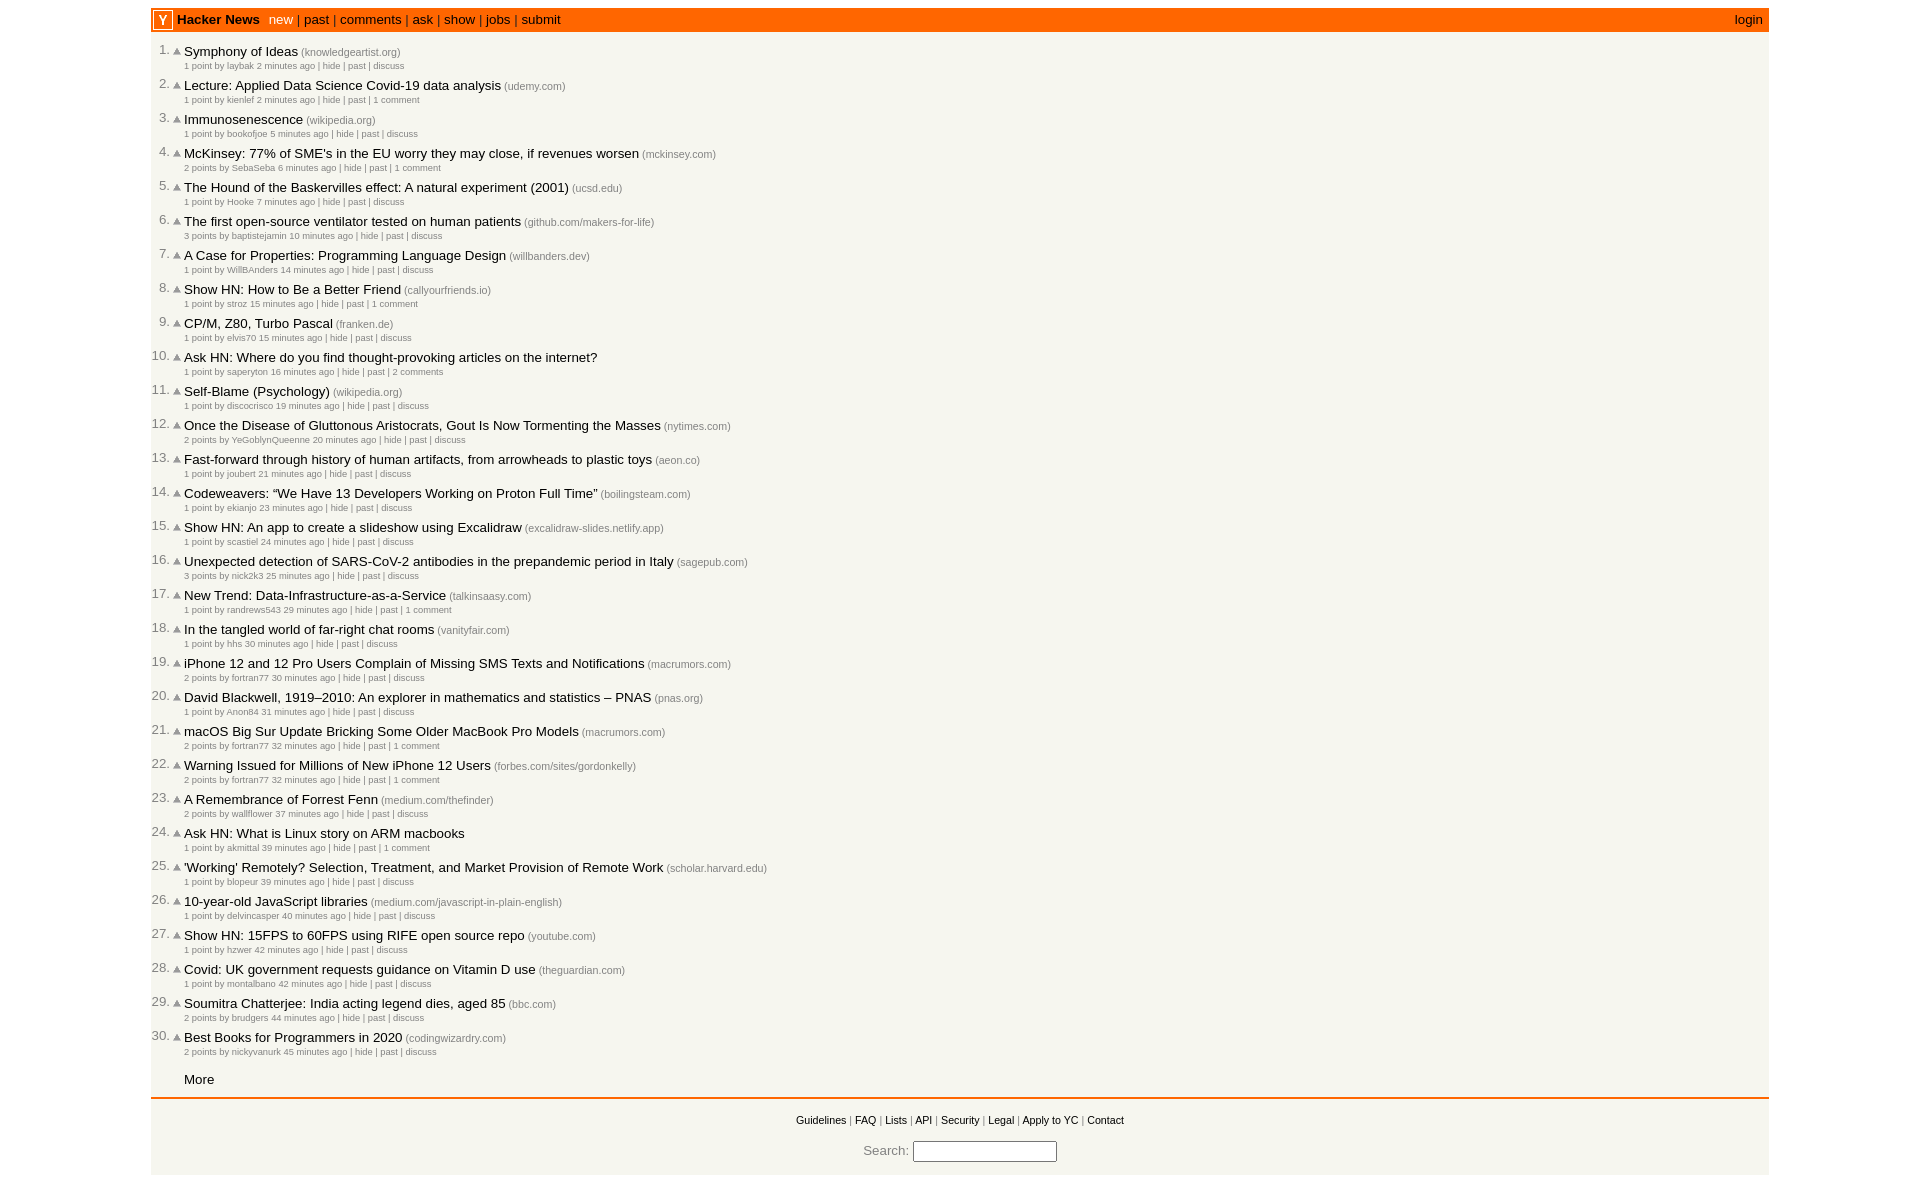 Y Hacker News new | past | comments | ask | show | jobs | submit login
1. Symphony of Ideas (knowledgeartist.org)
1 point by laybak 2 minutes ago | hide | past | discuss
2. Lecture: Applied Data Science Covid-19 data analysis (udemy.com)
1 point by kienlef 2 minutes ago | hide | past | 1 comment
3. Immunosenescence (wikipedia.org)
1 point by bookofjoe 5 minutes ago | hide | past | discuss
4. McKinsey: 77% of SME's in the EU worry they may close, if revenues worsen (mckinsey.com)
2 points by SebaSeba 6 minutes ago | hide | past | 1 comment
5. The Hound of the Baskervilles effect: A natural experiment (2001) (ucsd.edu)
1 point by Hooke 7 minutes ago | hide | past | discuss
6. The first open-source ventilator tested on human patients (github.com/makers-for-life)
3 points by baptistejamin 10 minutes ago | hide | past | discuss
7. A Case for Properties: Programming Language Design (willbanders.dev)
1 point by WillBAnders 14 minutes ago | hide | past | discuss
8. Show HN: How to Be a Better Friend (callyourfriends.io)
1 point by stroz 15 minutes ago | hide | past | 1 comment
9. CP/M, Z80, Turbo Pascal (franken.de)
1 point by elvis70 15 minutes ago | hide | past | discuss
10. Ask HN: Where do you find thought-provoking articles on the internet?
1 point by saperyton 16 minutes ago | hide | past | 2 comments
11. Self-Blame (Psychology) (wikipedia.org)
1 point by discocrisco 19 minutes ago | hide | past | discuss
12. Once the Disease of Gluttonous Aristocrats, Gout Is Now Tormenting the Masses (nytimes.com)
2 points by YeGoblynQueenne 20 minutes ago | hide | past | discuss
13. Fast-forward through history of human artifacts, from arrowheads to plastic toys (aeon.co)
1 point by joubert 21 minutes ago | hide | past | discuss
14. Codeweavers: “We Have 13 Developers Working on Proton Full Time” (boilingsteam.com)
1 point by ekianjo 23 minutes ago | hide | past | discuss
15. Show HN: An app to create a slideshow using Excalidraw (excalidraw-slides.netlify.app)
1 point by scastiel 24 minutes ago | hide | past | discuss
16. Unexpected detection of SARS-CoV-2 antibodies in the prepandemic period in Italy (sagepub.com)
3 points by nick2k3 25 minutes ago | hide | past | discuss
17. New Trend: Data-Infrastructure-as-a-Service (talkinsaasy.com)
1 point by randrews543 29 minutes ago | hide | past | 1 comment
18. In the tangled world of far-right chat rooms (vanityfair.com)
1 point by hhs 30 minutes ago | hide | past | discuss
19. iPhone 12 and 12 Pro Users Complain of Missing SMS Texts and Notifications (macrumors.com)
2 points by fortran77 30 minutes ago | hide | past | discuss
20. David Blackwell, 1919–2010: An explorer in mathematics and statistics – PNAS (pnas.org)
1 point by Anon84 31 minutes ago | hide | past | discuss
21. macOS Big Sur Update Bricking Some Older MacBook Pro Models (macrumors.com)
2 points by fortran77 32 minutes ago | hide | past | 1 comment
22. Warning Issued for Millions of New iPhone 12 Users (forbes.com/sites/gordonkelly)
2 points by fortran77 32 minutes ago | hide | past | 1 comment
23. A Remembrance of Forrest Fenn (medium.com/thefinder)
2 points by wallflower 37 minutes ago | hide | past | discuss
24. Ask HN: What is Linux story on ARM macbooks
1 point by akmittal 39 minutes ago | hide | past | 1 comment
25. 'Working' Remotely? Selection, Treatment, and Market Provision of Remote Work (scholar.harvard.edu)
1 point by blopeur 39 minutes ago | hide | past | discuss
26. 10-year-old JavaScript libraries (medium.com/javascript-in-plain-english)
1 point by delvincasper 40 minutes ago | hide | past | discuss
27. Show HN: 15FPS to 60FPS using RIFE open source repo (youtube.com)
1 point by hzwer 42 minutes ago | hide | past | discuss
28. Covid: UK government requests guidance on Vitamin D use (theguardian.com)
1 point by montalbano 42 minutes ago | hide | past | discuss
29. Soumitra Chatterjee: India acting legend dies, aged 85 (bbc.com)
2 points by brudgers 44 minutes ago | hide | past | discuss
30. Best Books for Programmers in 2020 (codingwizardry.com)
2 points by nickyvanurk 45 minutes ago | hide | past | discuss
More
Guidelines | FAQ | Lists | API | Security | Legal | Apply to YC | Contact
Search: